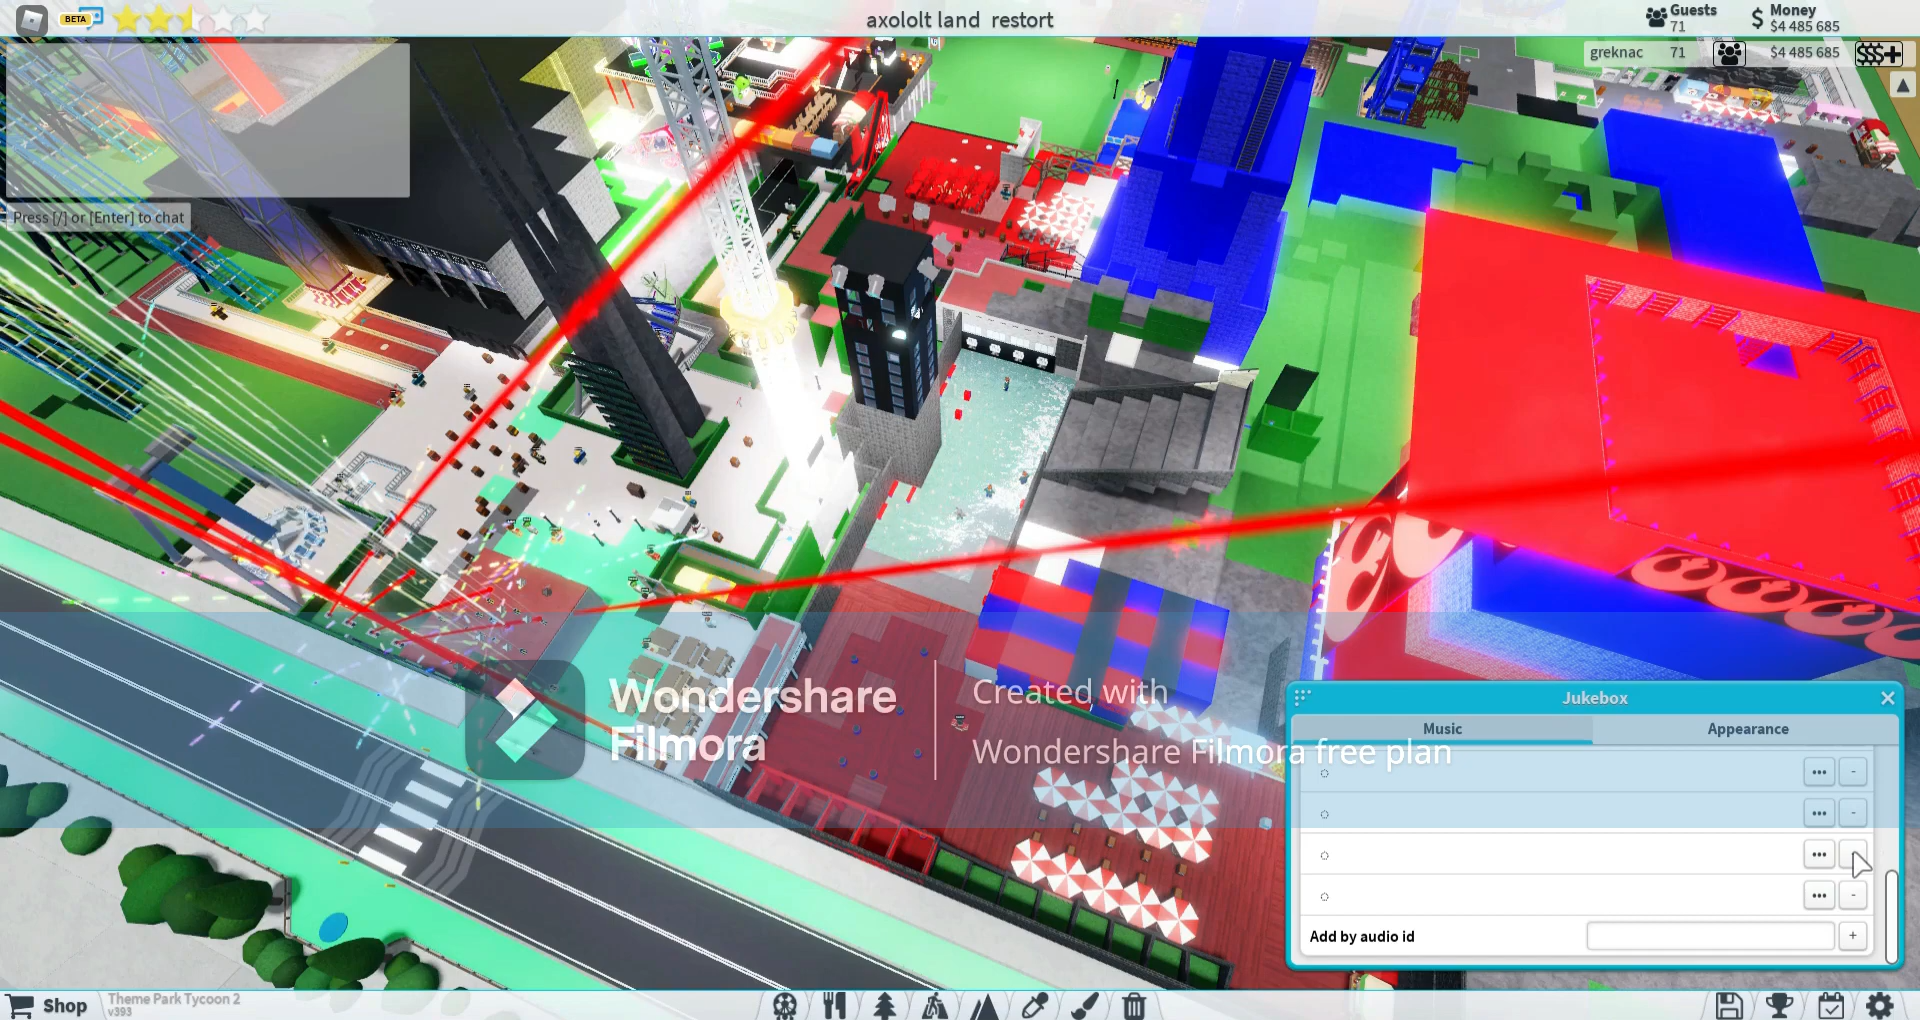 BETA
axololt land restort
Guests
71
Money
$4 485 685
greknac 71 $4 485 685
$$$+
Press [/] or [Enter] to chat
Wondershare
Filmora
Created with
Wondershare Filmora free plan
Jukebox
Music
Appearance
Add by audio id
Shop
Theme Park Tycoon 2
v393